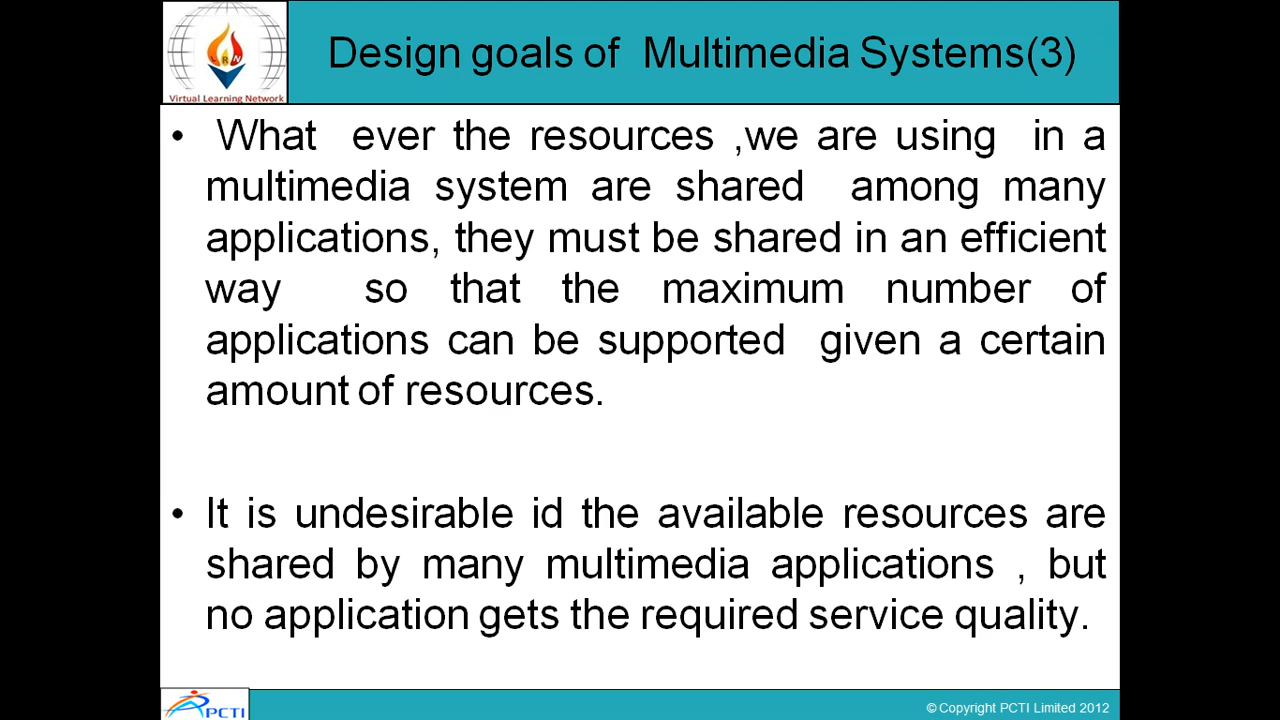 Design goals of Multimedia Systems(3)
LRN
Virtual Learning Network
• What ever the resources ,we are using in a
multimedia system are shared among many
applications, they must be shared in an efficient
way so that the maximum number of
applications can be supported given a certain
amount of resources.
• It is undesirable id the available resources are
shared by many multimedia applications , but
no application gets the required service quality.
PCTI
© Copyright PCTI Limited 2012